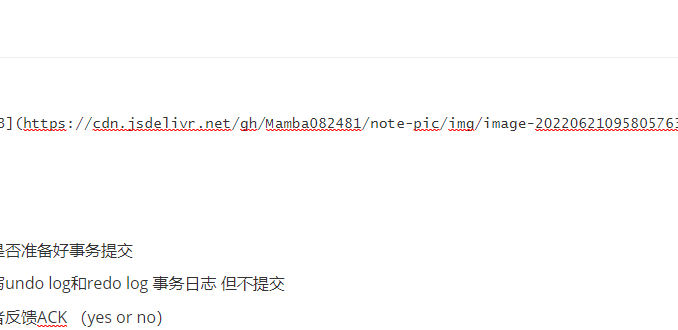 3](https://cdn.jsdelivr.net/gh/Mamba082481/note-pic/img/image-20220621095805763
是否准备好事务提交
写undo log和redo log 事务日志 但不提交
者反馈ACK （yes or no）